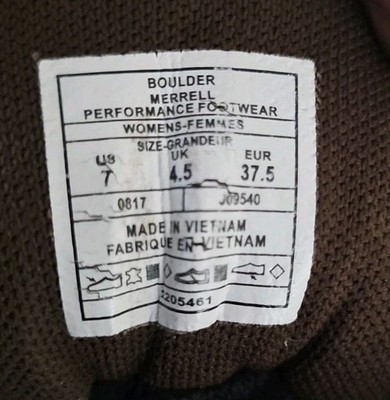 BOULDER
MERRELL
PERFORMANCE FOOTWEAR
WOMENS-FEMMES
SIZE-GRANDEUR
US UK EUR
7 4.5 37.5
0817 J09540
MADE IN VIETNAM
FABRIQUE EN VIETNAM